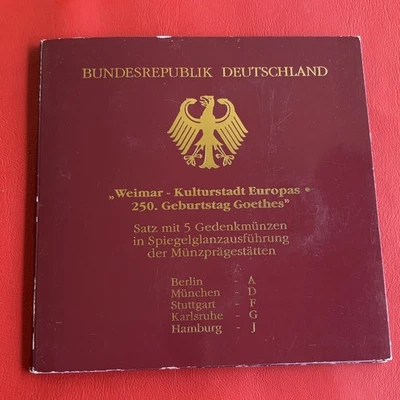 BUNDESREPUBLIK DEUTSCHLAND
„Weimar - Kulturstadt Europas •
250. Geburtstag Goethes"
Satz mit 5 Gedenkmünzen
in Spiegelglanzausführung
der Münzprägestätten
Berlin - A
München - D
Stuttgart - F
Karlsruhe - G
Hamburg - J